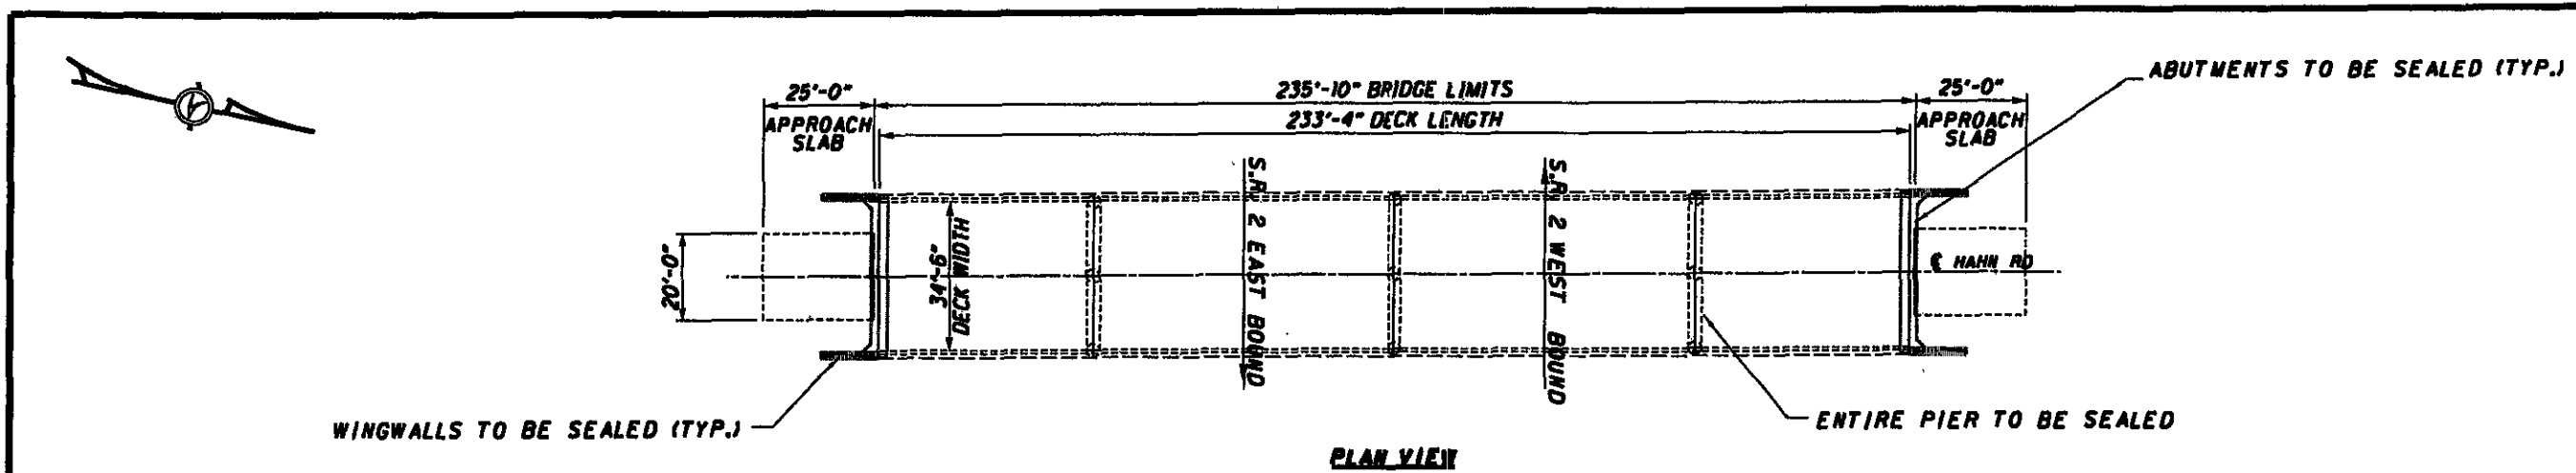 25'-0"
235'-10" BRIDGE LIMITS
25'-0"
ABUTMENTS TO BE SEALED (TYP.)
APPROACH
SLAB
233'-4" DECK LENGTH
APPROACH
SLAB
20'-0"
34'-6"
DECK WIDTH
S.R. 2 EAST BOUND
S.R. 2 WEST BOUND
℄ HAHN RD
WINGWALLS TO BE SEALED (TYP.)
ENTIRE PIER TO BE SEALED
PLAN VIEW